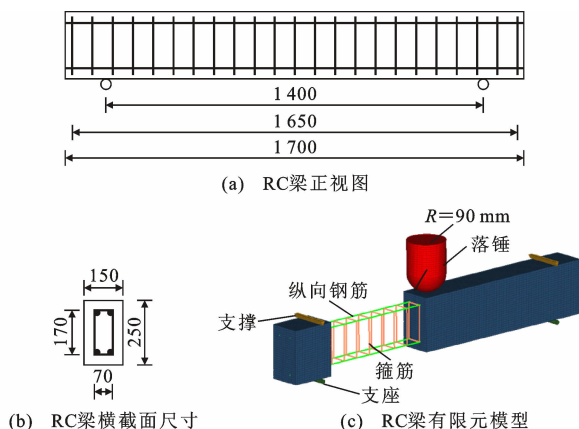 1 400
1 650
1 700
(a) RC梁正视图
R=90 mm
落锤
纵向钢筋
支撑
箍筋
支座
150
170
250
70
(b) RC梁横截面尺寸
(c) RC梁有限元模型